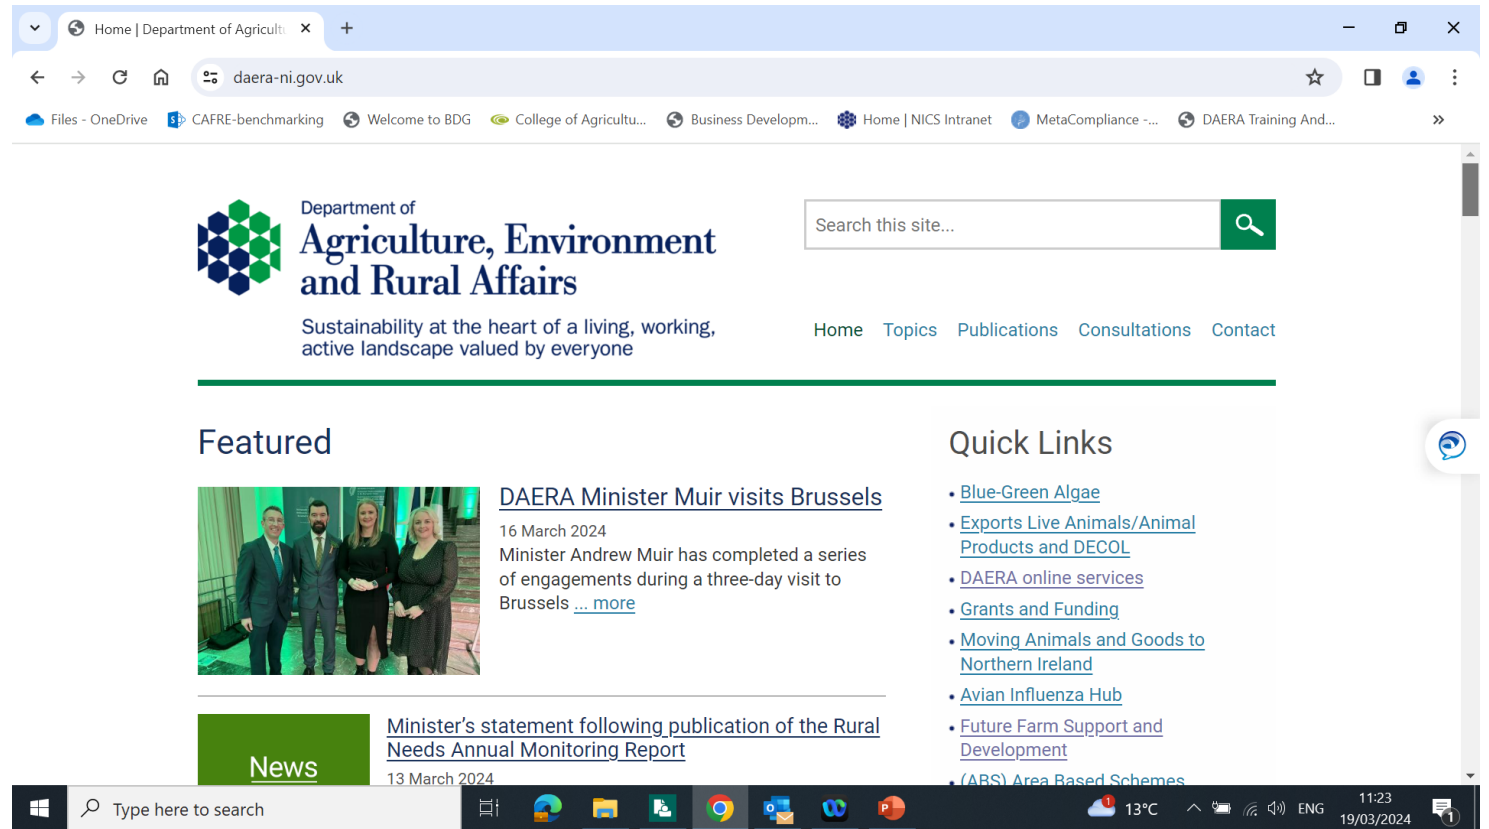 Home | Department of Agricultu
daera-ni.gov.uk
Files - OneDrive
CAFRE-benchmarking
Welcome to BDG
College of Agricultu...
Business Developm...
Home | NICS Intranet
MetaCompliance -...
DAERA Training And...
Department of
Agriculture, Environment
and Rural Affairs
Sustainability at the heart of a living, working,
active landscape valued by everyone
Search this site...
Home Topics Publications Consultations Contact
Featured
DAERA Minister Muir visits Brussels
16 March 2024
Minister Andrew Muir has completed a series
of engagements during a three-day visit to
Brussels ... more
News
Minister's statement following publication of the Rural
Needs Annual Monitoring Report
13 March 2024
Quick Links
Blue-Green Algae
Exports Live Animals/Animal
Products and DECOL
DAERA online services
Grants and Funding
Moving Animals and Goods to
Northern Ireland
Avian Influenza Hub
Future Farm Support and
Development
(ABS) Area Based Schemes
Type here to search
1
13°C
ENG
11:23
19/03/2024
1